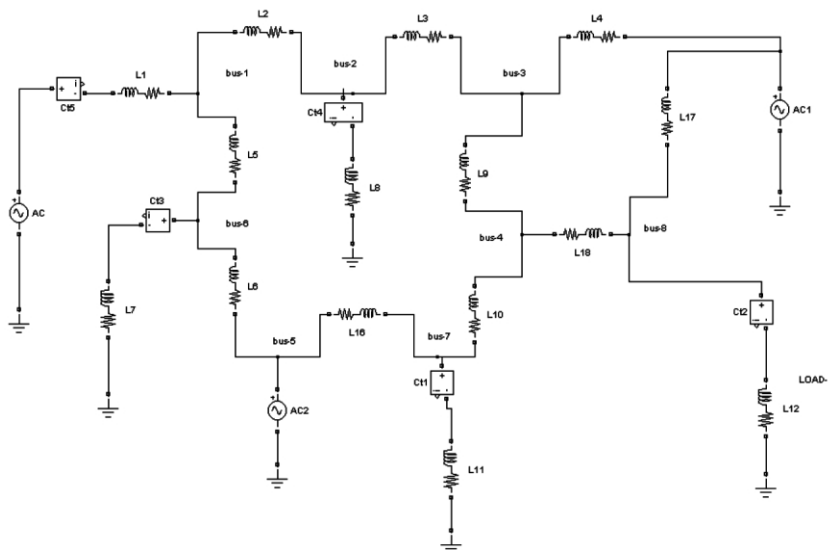 L2
L3
L4
bus-1
bus-2
bus-3
L1
Ct5
i
+
-
Ct4
+
i
-
L17
+
AC1
L5
L9
L8
+
AC
Ct3
i
-
+
bus-6
bus-4
bus-8
L18
L6
L7
L10
+
i
-
Ct2
bus-5
L16
bus-7
Ct1
+
i
-
LOAD-
+
AC2
L12
L11